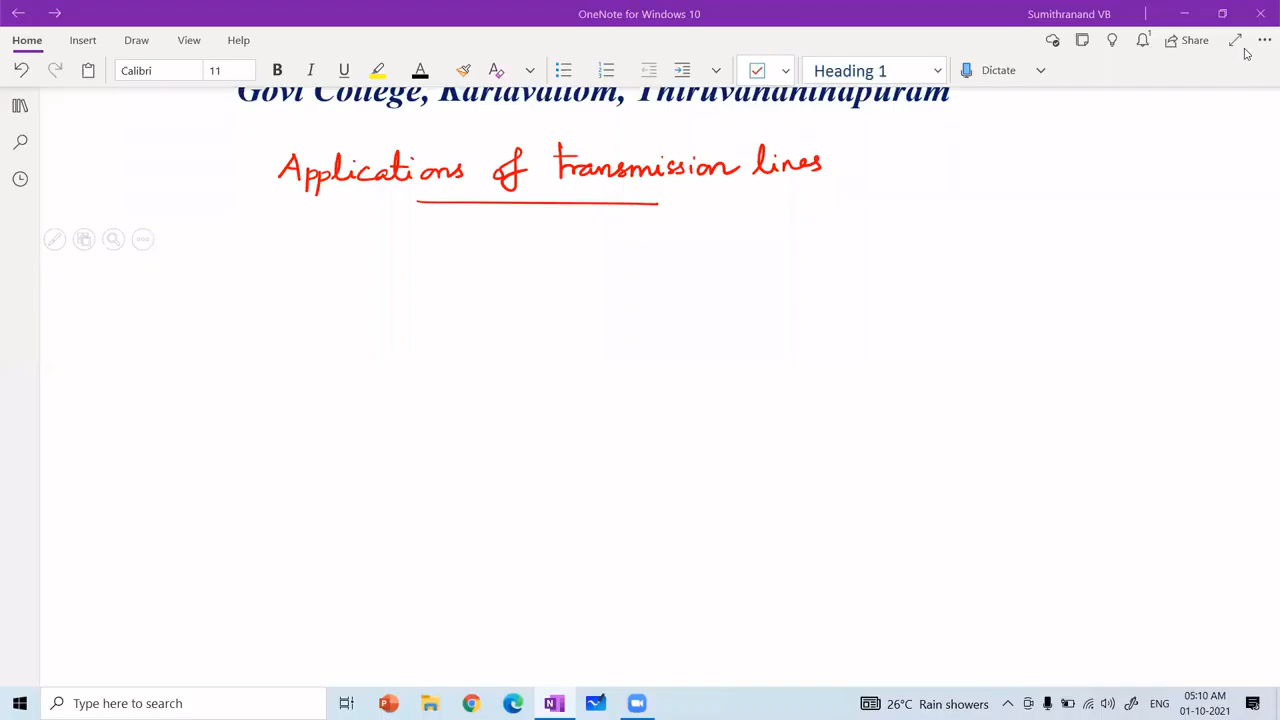 OneNote for Windows 10
Sumithranand VB
Home Insert Draw View Help
1
Share
Calibri 11 B I U A A Heading 1 Dictate
Govt College, Kariavattom, Thiruvananthapuram
Applications of transmission lines
Type here to search
26°C Rain showers
ENG
05:10 AM
01-10-2021